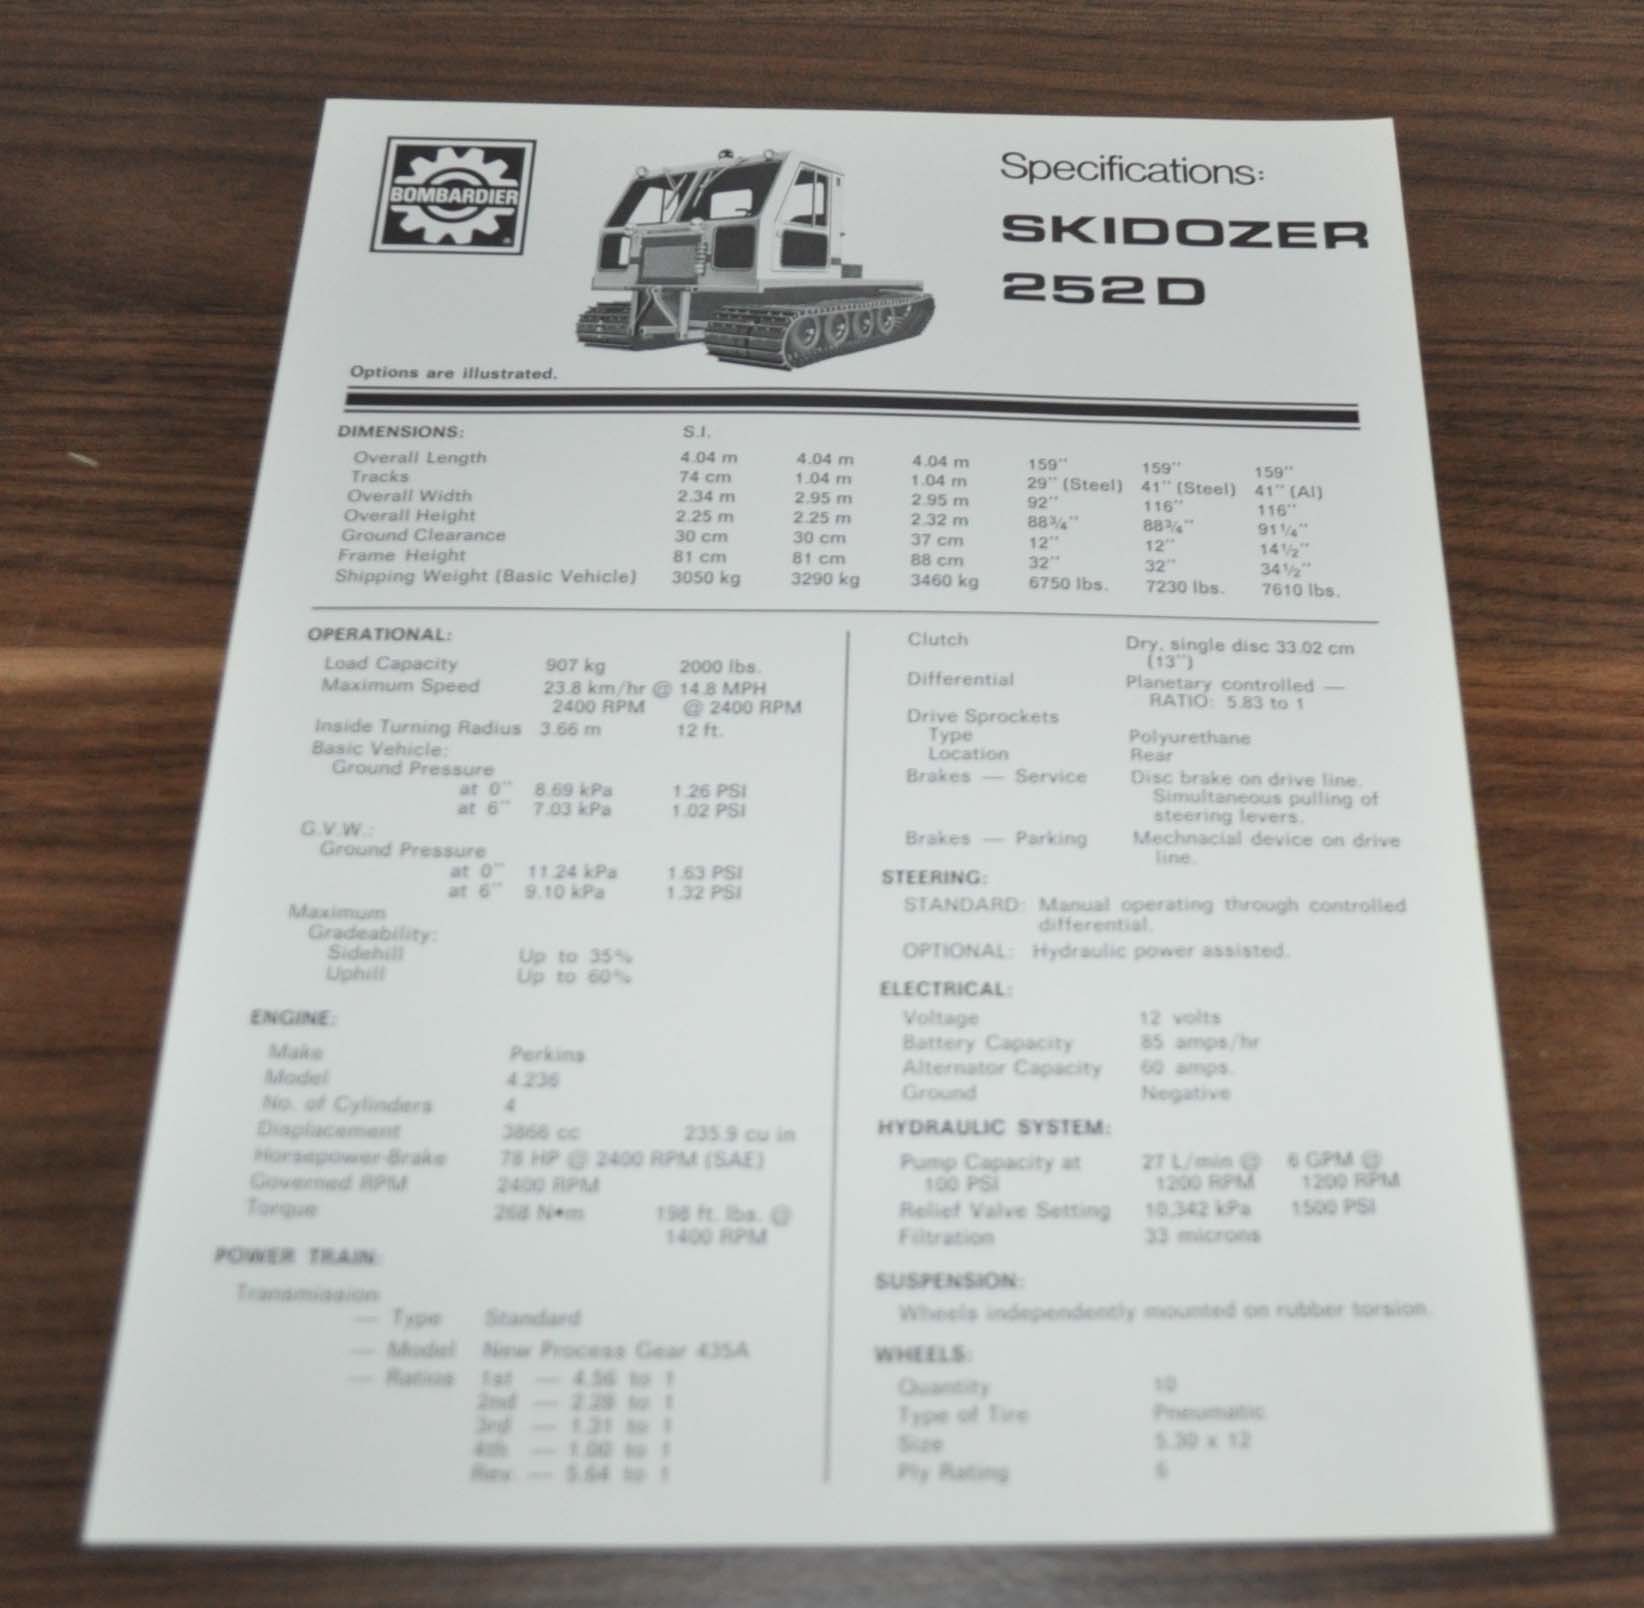 BOMBARDIER
Specifications:
SKIDOZER
252D
Options are illustrated.
DIMENSIONS: S.I.
Overall Length 4.04 m 4.04 m 4.04 m 159" 159" 159"
Tracks 74 cm 1.04 m 1.04 m 29" (Steel) 41" (Steel) 41" (Al)
Overall Width 2.34 m 2.95 m 2.95 m 92" 116" 116"
Overall Height 2.25 m 2.25 m 2.32 m 88¾" 88¾" 91¼"
Ground Clearance 30 cm 30 cm 37 cm 12" 12" 14½"
Frame Height 81 cm 81 cm 88 cm 32" 32" 34½"
Shipping Weight (Basic Vehicle) 3050 kg 3290 kg 3460 kg 6750 lbs. 7230 lbs. 7610 lbs.
OPERATIONAL:
Load Capacity 907 kg 2000 lbs.
Maximum Speed 23.8 km/hr @ 14.8 MPH
2400 RPM @ 2400 RPM
Inside Turning Radius 3.66 m 12 ft.
Basic Vehicle:
Ground Pressure
at 0" 8.69 kPa 1.26 PSI
at 6" 7.03 kPa 1.02 PSI
G.V.W.:
Ground Pressure
at 0" 11.24 kPa 1.63 PSI
at 6" 9.10 kPa 1.32 PSI
Maximum
Gradeability:
Sidehill Up to 35%
Uphill Up to 60%
ENGINE:
Make Perkins
Model 4.236
No. of Cylinders 4
Displacement 3866 cc 235.9 cu in
Horsepower-Brake 78 HP @ 2400 RPM (SAE)
Governed RPM 2400 RPM
Torque 268 N•m 198 ft. lbs. @
1400 RPM
POWER TRAIN:
Transmission
— Type Standard
— Model New Process Gear 435A
— Ratios 1st — 4.56 to 1
2nd — 2.28 to 1
3rd — 1.31 to 1
4th — 1.00 to 1
Rev. — 5.64 to 1
Clutch Dry, single disc 33.02 cm
(13")
Differential Planetary controlled —
RATIO: 5.83 to 1
Drive Sprockets
Type Polyurethane
Location Rear
Brakes — Service Disc brake on drive line.
Simultaneous pulling of
steering levers.
Brakes — Parking Mechnacial device on drive
line.
STEERING:
STANDARD: Manual operating through controlled
differential.
OPTIONAL: Hydraulic power assisted.
ELECTRICAL:
Voltage 12 volts
Battery Capacity 85 amps/hr
Alternator Capacity 60 amps.
Ground Negative
HYDRAULIC SYSTEM:
Pump Capacity at 27 L/min @ 6 GPM @
100 PSI 1200 RPM 1200 RPM
Relief Valve Setting 10,342 kPa 1500 PSI
Filtration 33 microns
SUSPENSION:
Wheels independently mounted on rubber torsion.
WHEELS:
Quantity 10
Type of Tire Pneumatic
Size 5.30 x 12
Ply Rating 6